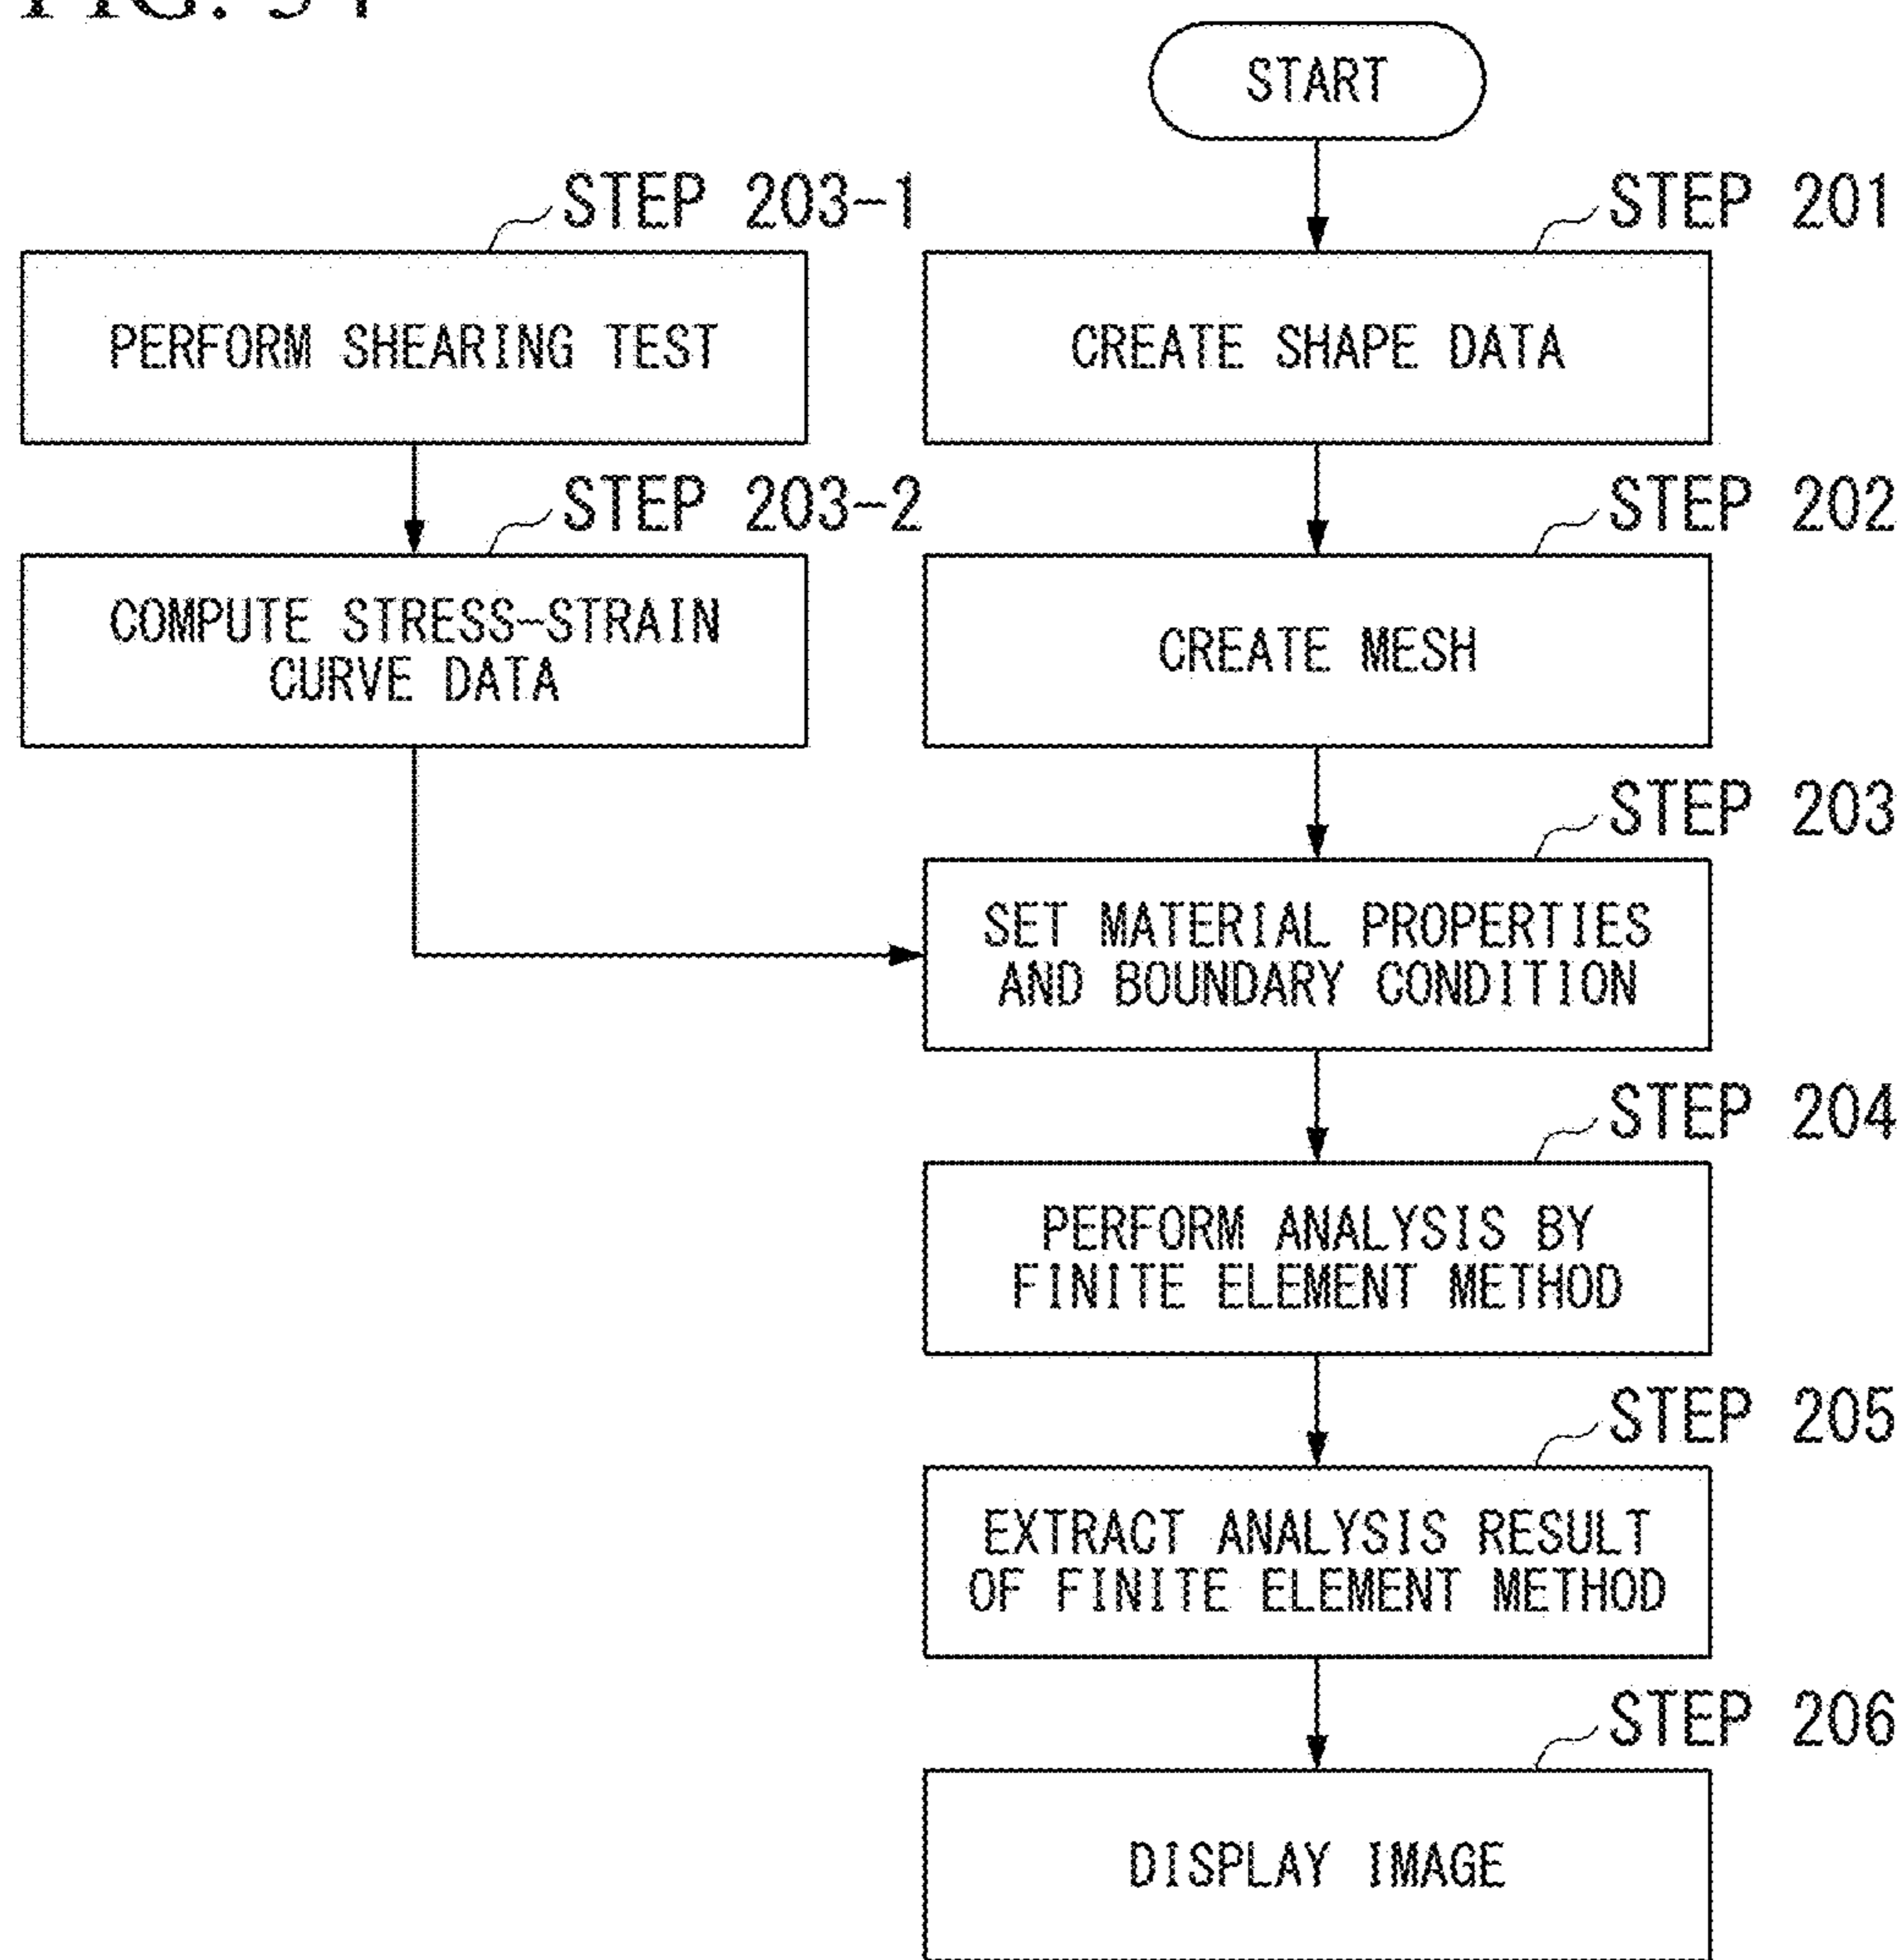 START
STEP 203-1
PERFORM SHEARING TEST
STEP 203-2
COMPUTE STRESS-STRAIN
CURVE DATA
STEP 201
CREATE SHAPE DATA
STEP 202
CREATE MESH
STEP 203
SET MATERIAL PROPERTIES
AND BOUNDARY CONDITION
STEP 204
PERFORM ANALYSIS BY
FINITE ELEMENT METHOD
STEP 205
EXTRACT ANALYSIS RESULT
OF FINITE ELEMENT METHOD
STEP 206
DISPLAY IMAGE